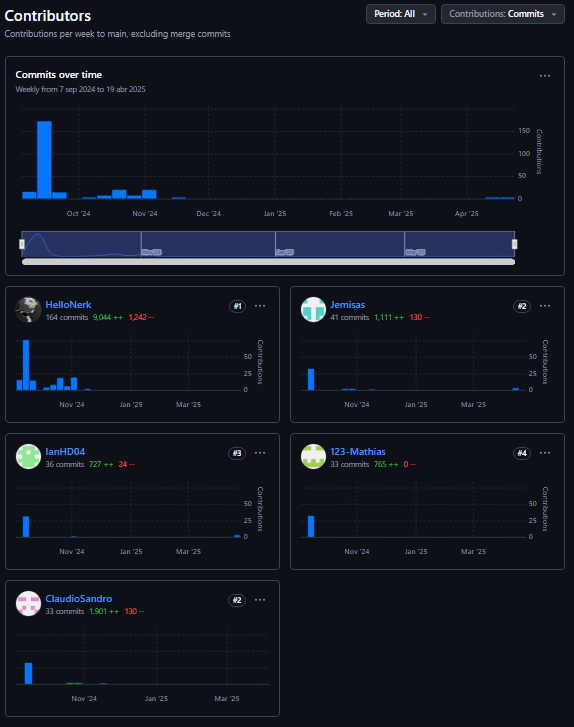 Contributors
Period: All
Contributions: Commits
Contributions per week to main, excluding merge commits
Commits over time
Weekly from 7 sep 2024 to 19 abr 2025
150
100
50
0
Contributions
Oct '24
Nov '24
Dec '24
Jan '25
Feb '25
Mar '25
Apr '25
HelloNerk
#1
164 commits 9,044 ++ 1,242 --
50
25
0
Contributions
Nov '24
Jan '25
Mar '25
Jemisas
#2
41 commits 1,111 ++ 130 --
50
25
0
Contributions
Nov '24
Jan '25
Mar '25
IanHD04
#3
36 commits 727 ++ 24 --
50
25
0
Contributions
Nov '24
Jan '25
Mar '25
123-Mathias
#4
33 commits 765 ++ 0 --
50
25
0
Contributions
Nov '24
Jan '25
Mar '25
ClaudioSandro
#2
33 commits 1.901 ++ 130 --
Nov '24
Jan '25
Mar '25